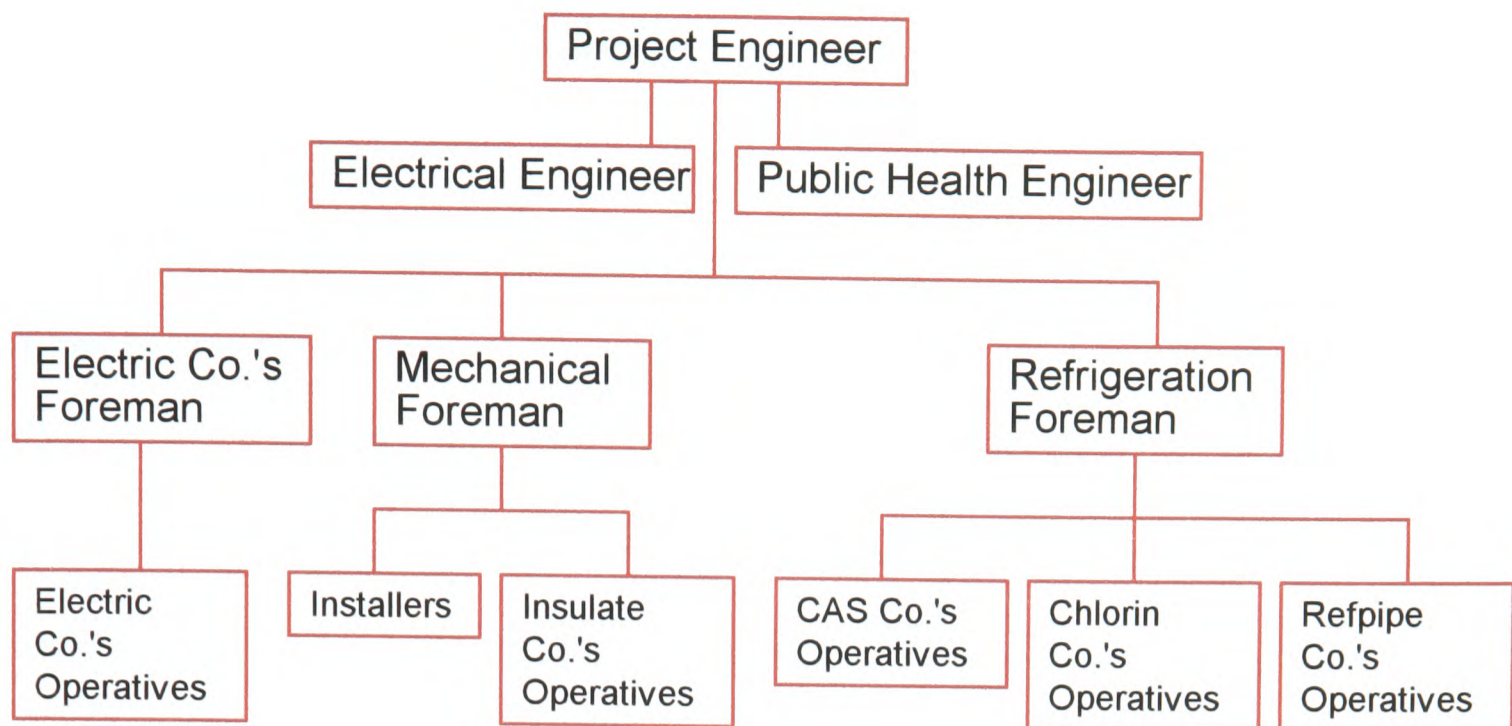 Project Engineer
Electrical Engineer
Public Health Engineer
Electric Co.'s
Foreman
Mechanical
Foreman
Refrigeration
Foreman
Electric
Co.'s
Operatives
Installers
Insulate
Co.'s
Operatives
CAS Co.'s
Operatives
Chlorin
Co.'s
Operatives
Refpipe
Co.'s
Operatives